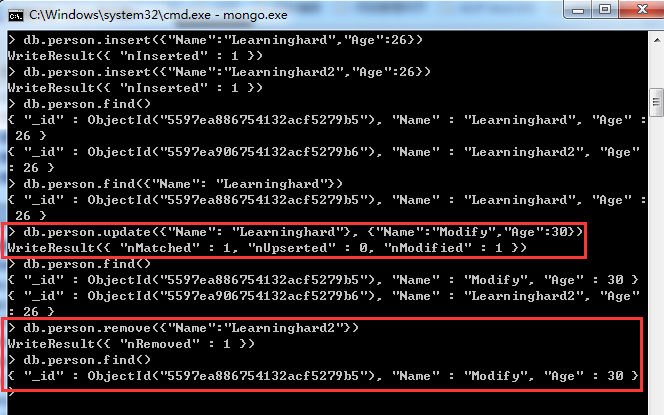 C:\Windows\system32\cmd.exe - mongo.exe
> db.person.insert({"Name":"Learninghard","Age":26})
WriteResult({ "nInserted" : 1 })
> db.person.insert({"Name":"Learninghard2","Age":26})
WriteResult({ "nInserted" : 1 })
> db.person.find()
{ "_id" : ObjectId("5597ea886754132acf5279b5"), "Name" : "Learninghard", "Age" :
 26 }
{ "_id" : ObjectId("5597ea906754132acf5279b6"), "Name" : "Learninghard2", "Age"
: 26 }
> db.person.find({"Name": "Learninghard"})
{ "_id" : ObjectId("5597ea886754132acf5279b5"), "Name" : "Learninghard", "Age" :
 26 }
> db.person.update({"Name": "Learninghard"}, {"Name":"Modify","Age":30})
WriteResult({ "nMatched" : 1, "nUpserted" : 0, "nModified" : 1 })
> db.person.find()
{ "_id" : ObjectId("5597ea886754132acf5279b5"), "Name" : "Modify", "Age" : 30 }
{ "_id" : ObjectId("5597ea906754132acf5279b6"), "Name" : "Learninghard2", "Age"
: 26 }
> db.person.remove({"Name":"Learninghard2"})
WriteResult({ "nRemoved" : 1 })
> db.person.find()
{ "_id" : ObjectId("5597ea886754132acf5279b5"), "Name" : "Modify", "Age" : 30 }
>